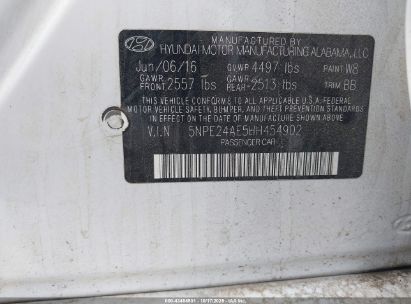 MANUFACTURED BY
HYUNDAI MOTOR MANUFACTURING ALABAMA, LLC
Jun/06/16 GVWR 4497 lbs PAINT W8
GAWR FRONT 2557 lbs GAWR REAR 2513 lbs TRIM BB
THIS VEHICLE CONFORMS TO ALL APPLICABLE U.S.A. FEDERAL
MOTOR VEHICLE SAFETY, BUMPER, AND THEFT PREVENTION STANDARDS
IN EFFECT ON THE DATE OF MANUFACTURE SHOWN ABOVE.
V.I.N 5NPE24AE5HH454902
PASSENGER CAR